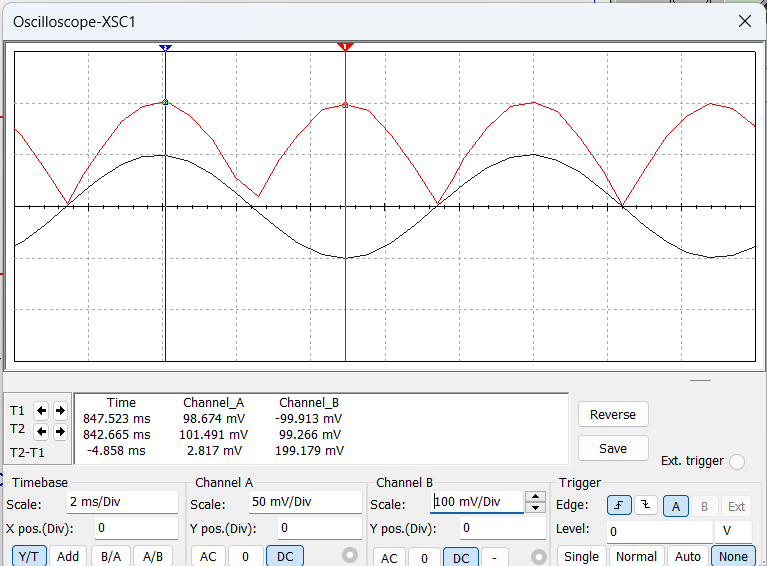 Oscilloscope-XSC1
2 1
Time Channel_A Channel_B
T1 847.523 ms 98.674 mV -99.913 mV
T2 842.665 ms 101.491 mV 99.266 mV
T2-T1 -4.858 ms 2.817 mV 199.179 mV
Reverse
Save
Ext. trigger
Timebase Channel A Channel B Trigger
Scale: 2 ms/Div Scale: 50 mV/Div Scale: 100 mV/Div Edge: A B Ext
X pos.(Div): 0 Y pos.(Div): 0 Y pos.(Div): 0 Level: 0 V
Y/T Add B/A A/B AC 0 DC AC 0 DC - Single Normal Auto None